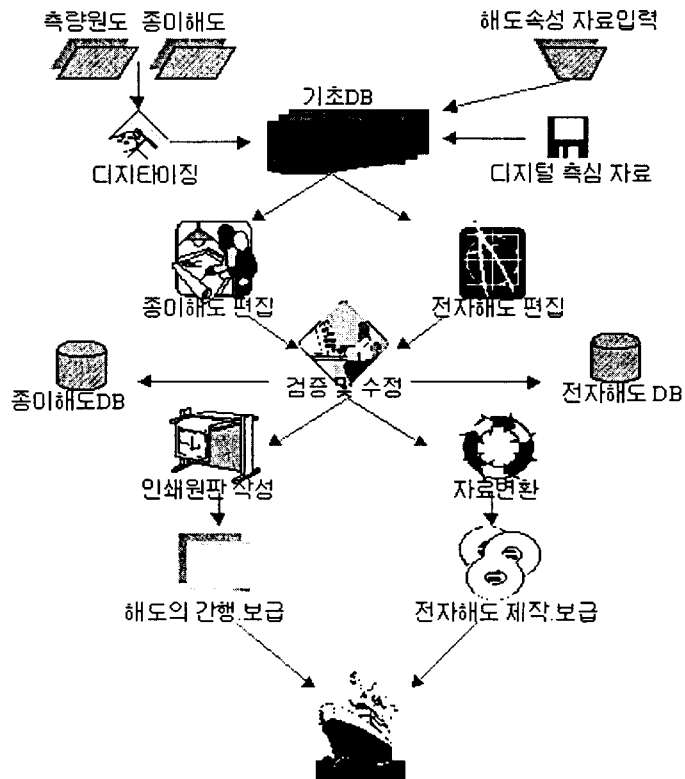 측량원도 종이해도
해도속성 자료입력
기초DB
디지타이징
디지털 측심 자료
종이해도 편집
전자해도 편집
종이해도DB
검증 및 수정
전자해도 DB
인쇄원판 작성
자료변환
해도의 간행.보급
전자해도 제작.보급